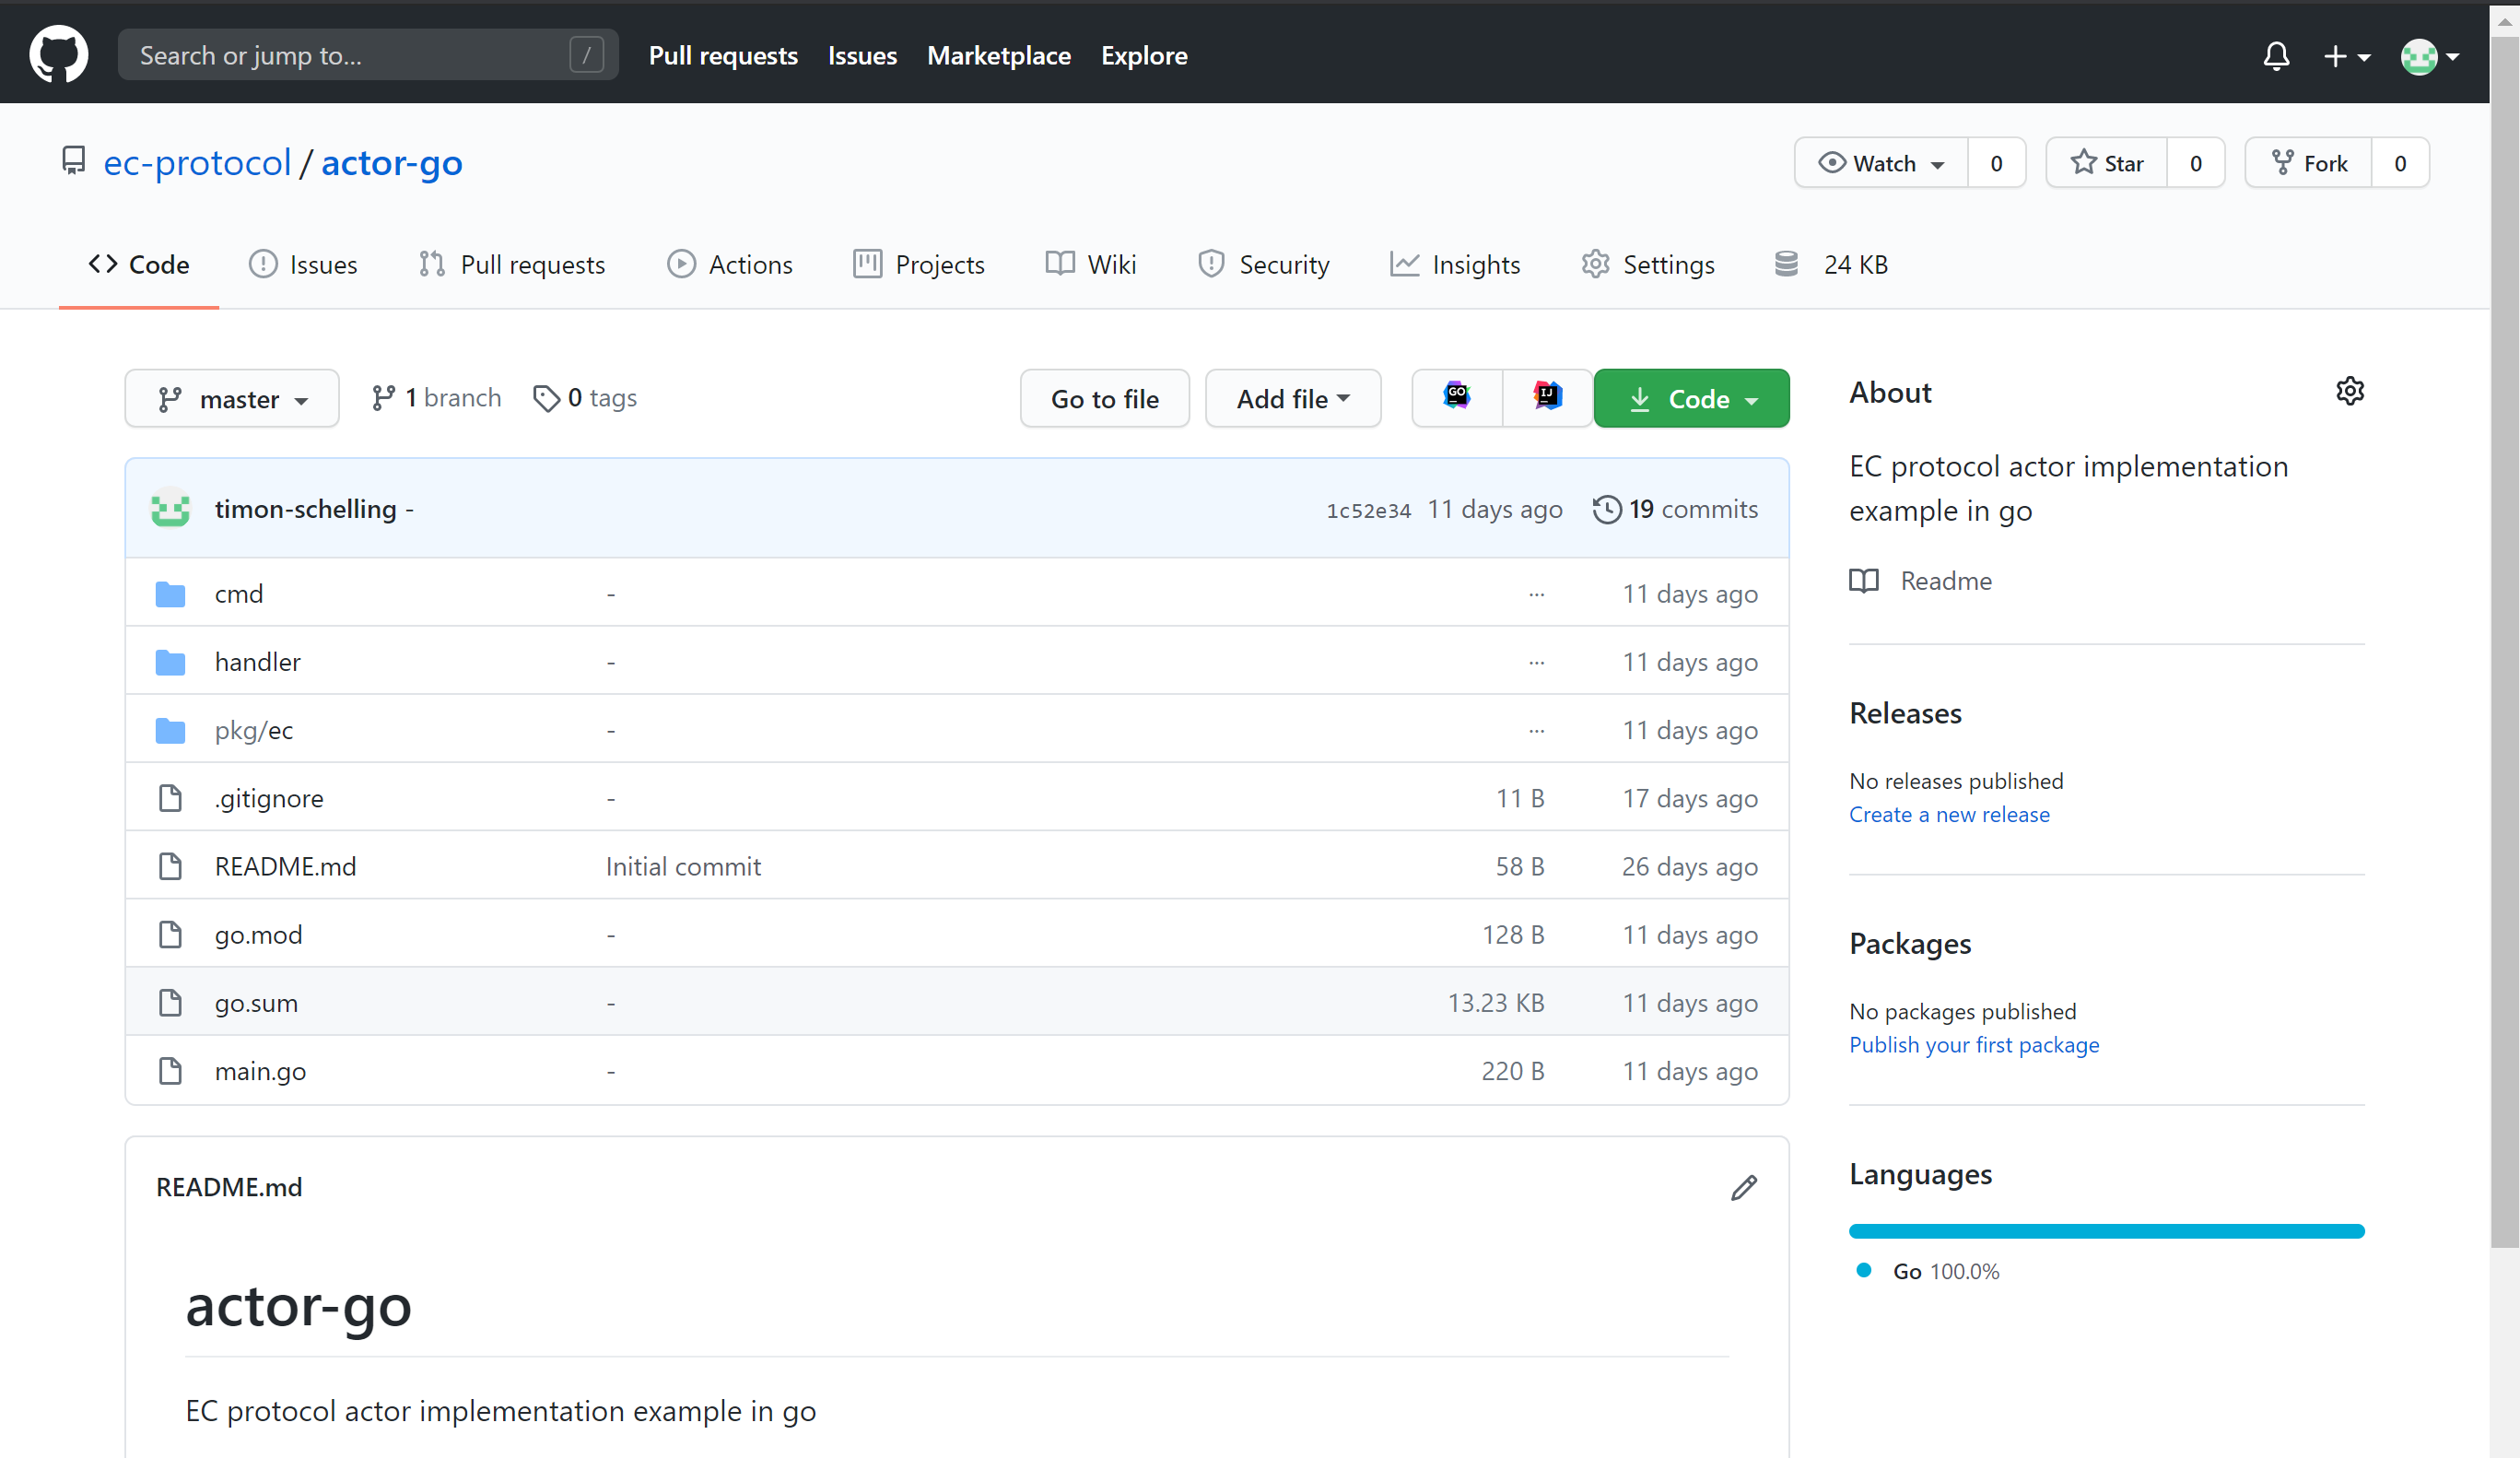 Search or jump to... /
Pull requests Issues Marketplace Explore
ec-protocol / actor-go
Watch 0 Star 0 Fork 0
Code Issues Pull requests Actions Projects Wiki Security Insights Settings 24 KB
master 1 branch 0 tags Go to file Add file GO IJ Code
timon-schelling - 1c52e34 11 days ago 19 commits
cmd - ... 11 days ago
handler - ... 11 days ago
pkg/ec - ... 11 days ago
.gitignore - 11 B 17 days ago
README.md Initial commit 58 B 26 days ago
go.mod - 128 B 11 days ago
go.sum - 13.23 KB 11 days ago
main.go - 220 B 11 days ago
README.md
actor-go
EC protocol actor implementation example in go
About
EC protocol actor implementation
example in go
Readme
Releases
No releases published
Create a new release
Packages
No packages published
Publish your first package
Languages
Go 100.0%